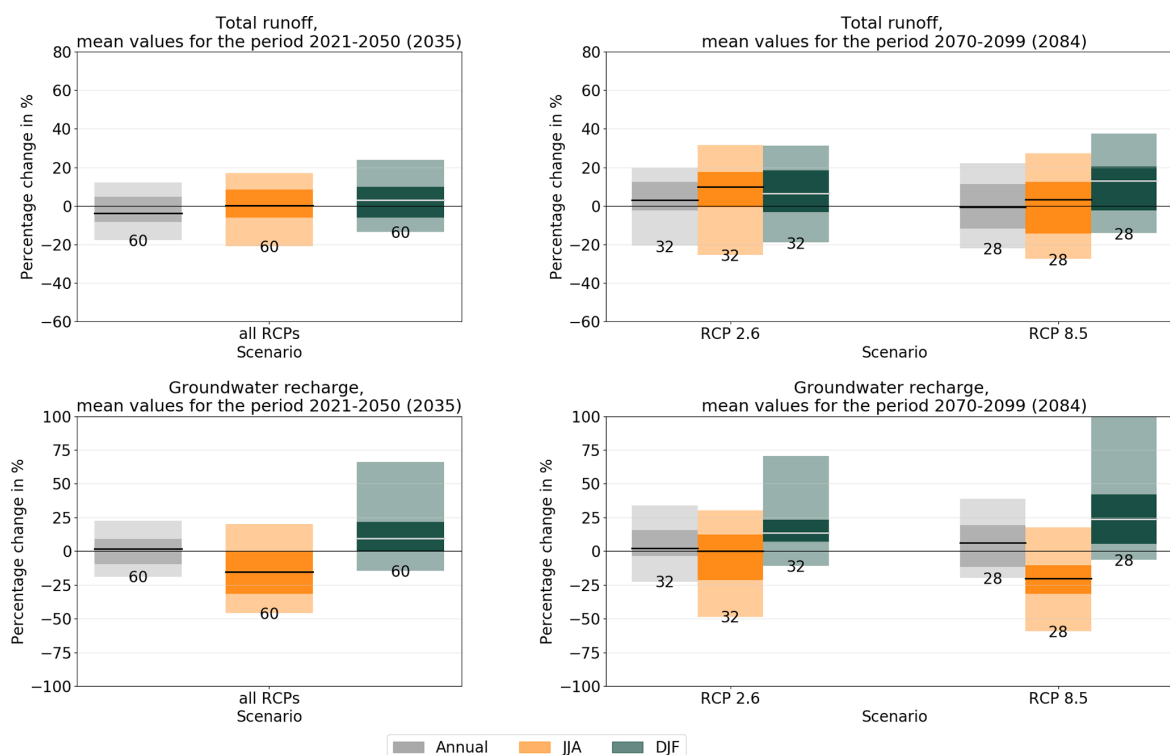 Total runoff,
mean values for the period 2021-2050 (2035)
80
60
40
20
0
−20
−40
−60
Percentage change in %
60
60
60
all RCPs
Scenario
Total runoff,
mean values for the period 2070-2099 (2084)
80
60
40
20
0
−20
−40
−60
Percentage change in %
32
32
32
28
28
28
RCP 2.6
RCP 8.5
Scenario
Groundwater recharge,
mean values for the period 2021-2050 (2035)
100
75
50
25
0
−25
−50
−75
−100
Percentage change in %
60
60
60
all RCPs
Scenario
Groundwater recharge,
mean values for the period 2070-2099 (2084)
100
75
50
25
0
−25
−50
−75
−100
Percentage change in %
32
32
32
28
28
28
RCP 2.6
RCP 8.5
Scenario
Annual
JJA
DJF